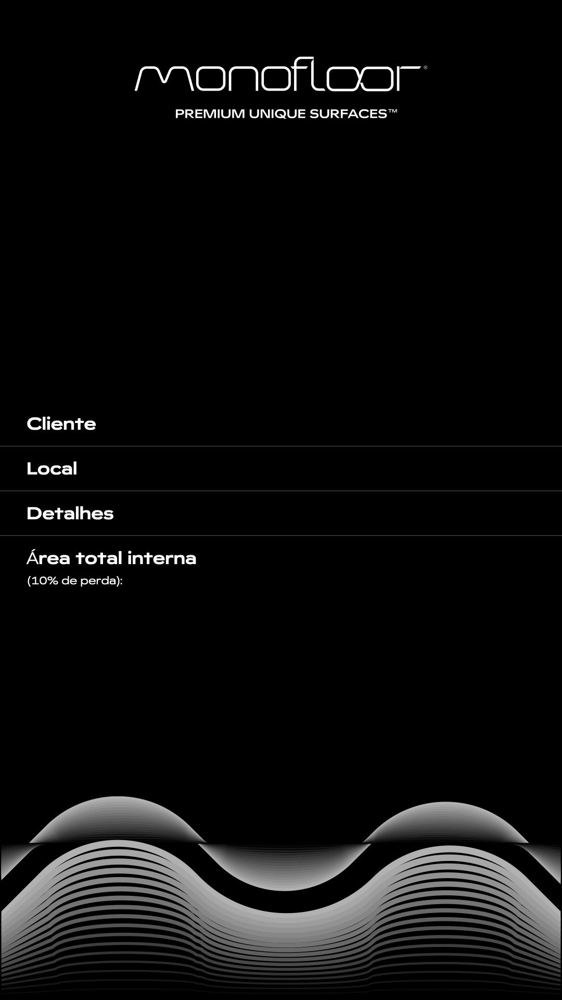 monofloor®
PREMIUM UNIQUE SURFACES™
Cliente
Local
Detalhes
Área total interna
(10% de perda):